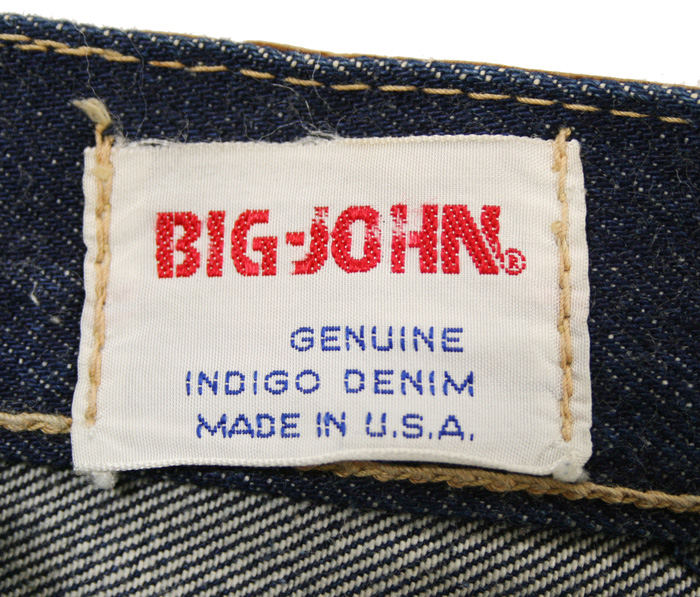 BIG-JOHN®
GENUINE
INDIGO DENIM
MADE IN U.S.A.